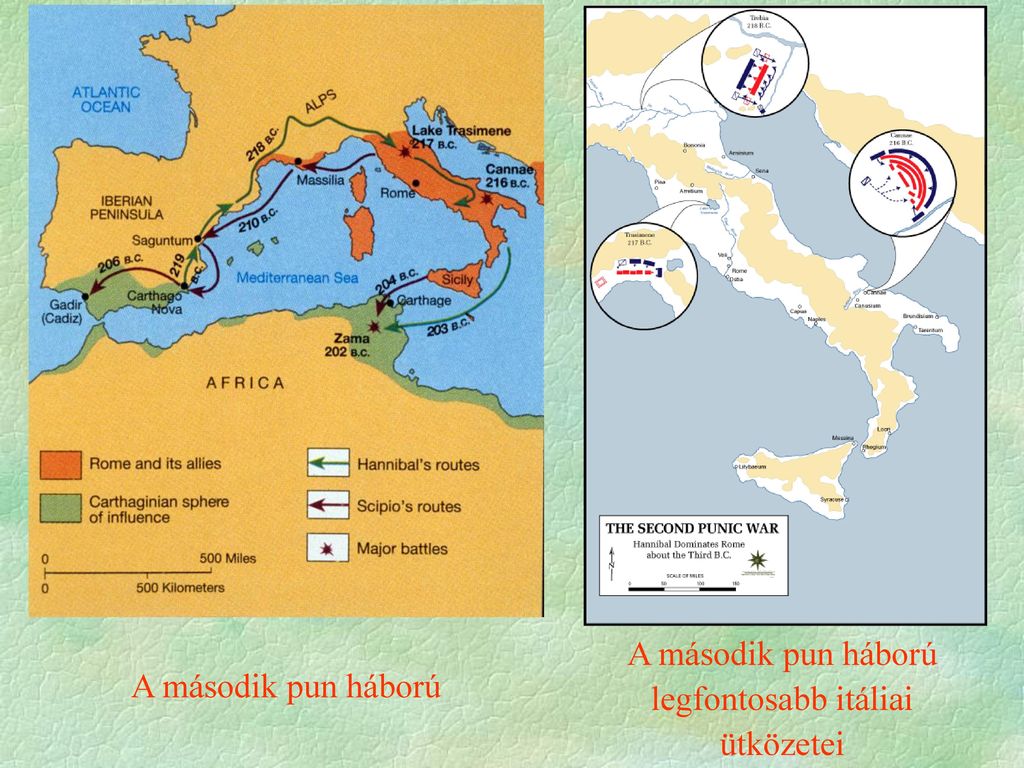 ATLANTIC
OCEAN
ALPS
218 B.C.
Lake Trasimene
217 B.C.
Cannae
216 B.C.
Massilia
Rome
IBERIAN
PENINSULA
210 B.C.
Saguntum
206 B.C.
219
B.C.
Mediterranean Sea
204 B.C.
Sicily
Gadir
(Cadiz)
Carthago
Nova
Carthage
203 B.C.
Zama
202 B.C.
AFRICA
Rome and its allies
Carthaginian sphere
of influence
Hannibal's routes
Scipio's routes
Major battles
0 500 Miles
0 500 Kilometers
Trebia
218 B.C.
Cannae
216 B.C.
Trasimene
217 B.C.
Bononia
Ariminum
Sena
Pisa
Arretium
Veii
Rome
Ostia
Capua
Naples
Cannae
Canusium
Brundisium
Tarentum
Locri
Messana
Rhegium
Lilybaeum
Syracuse
THE SECOND PUNIC WAR
Hannibal Dominates Rome
about the Third B.C.
N
SCALE OF MILES
0 50 100 150
A második pun háború
A második pun háború
legfontosabb itáliai
ütközetei